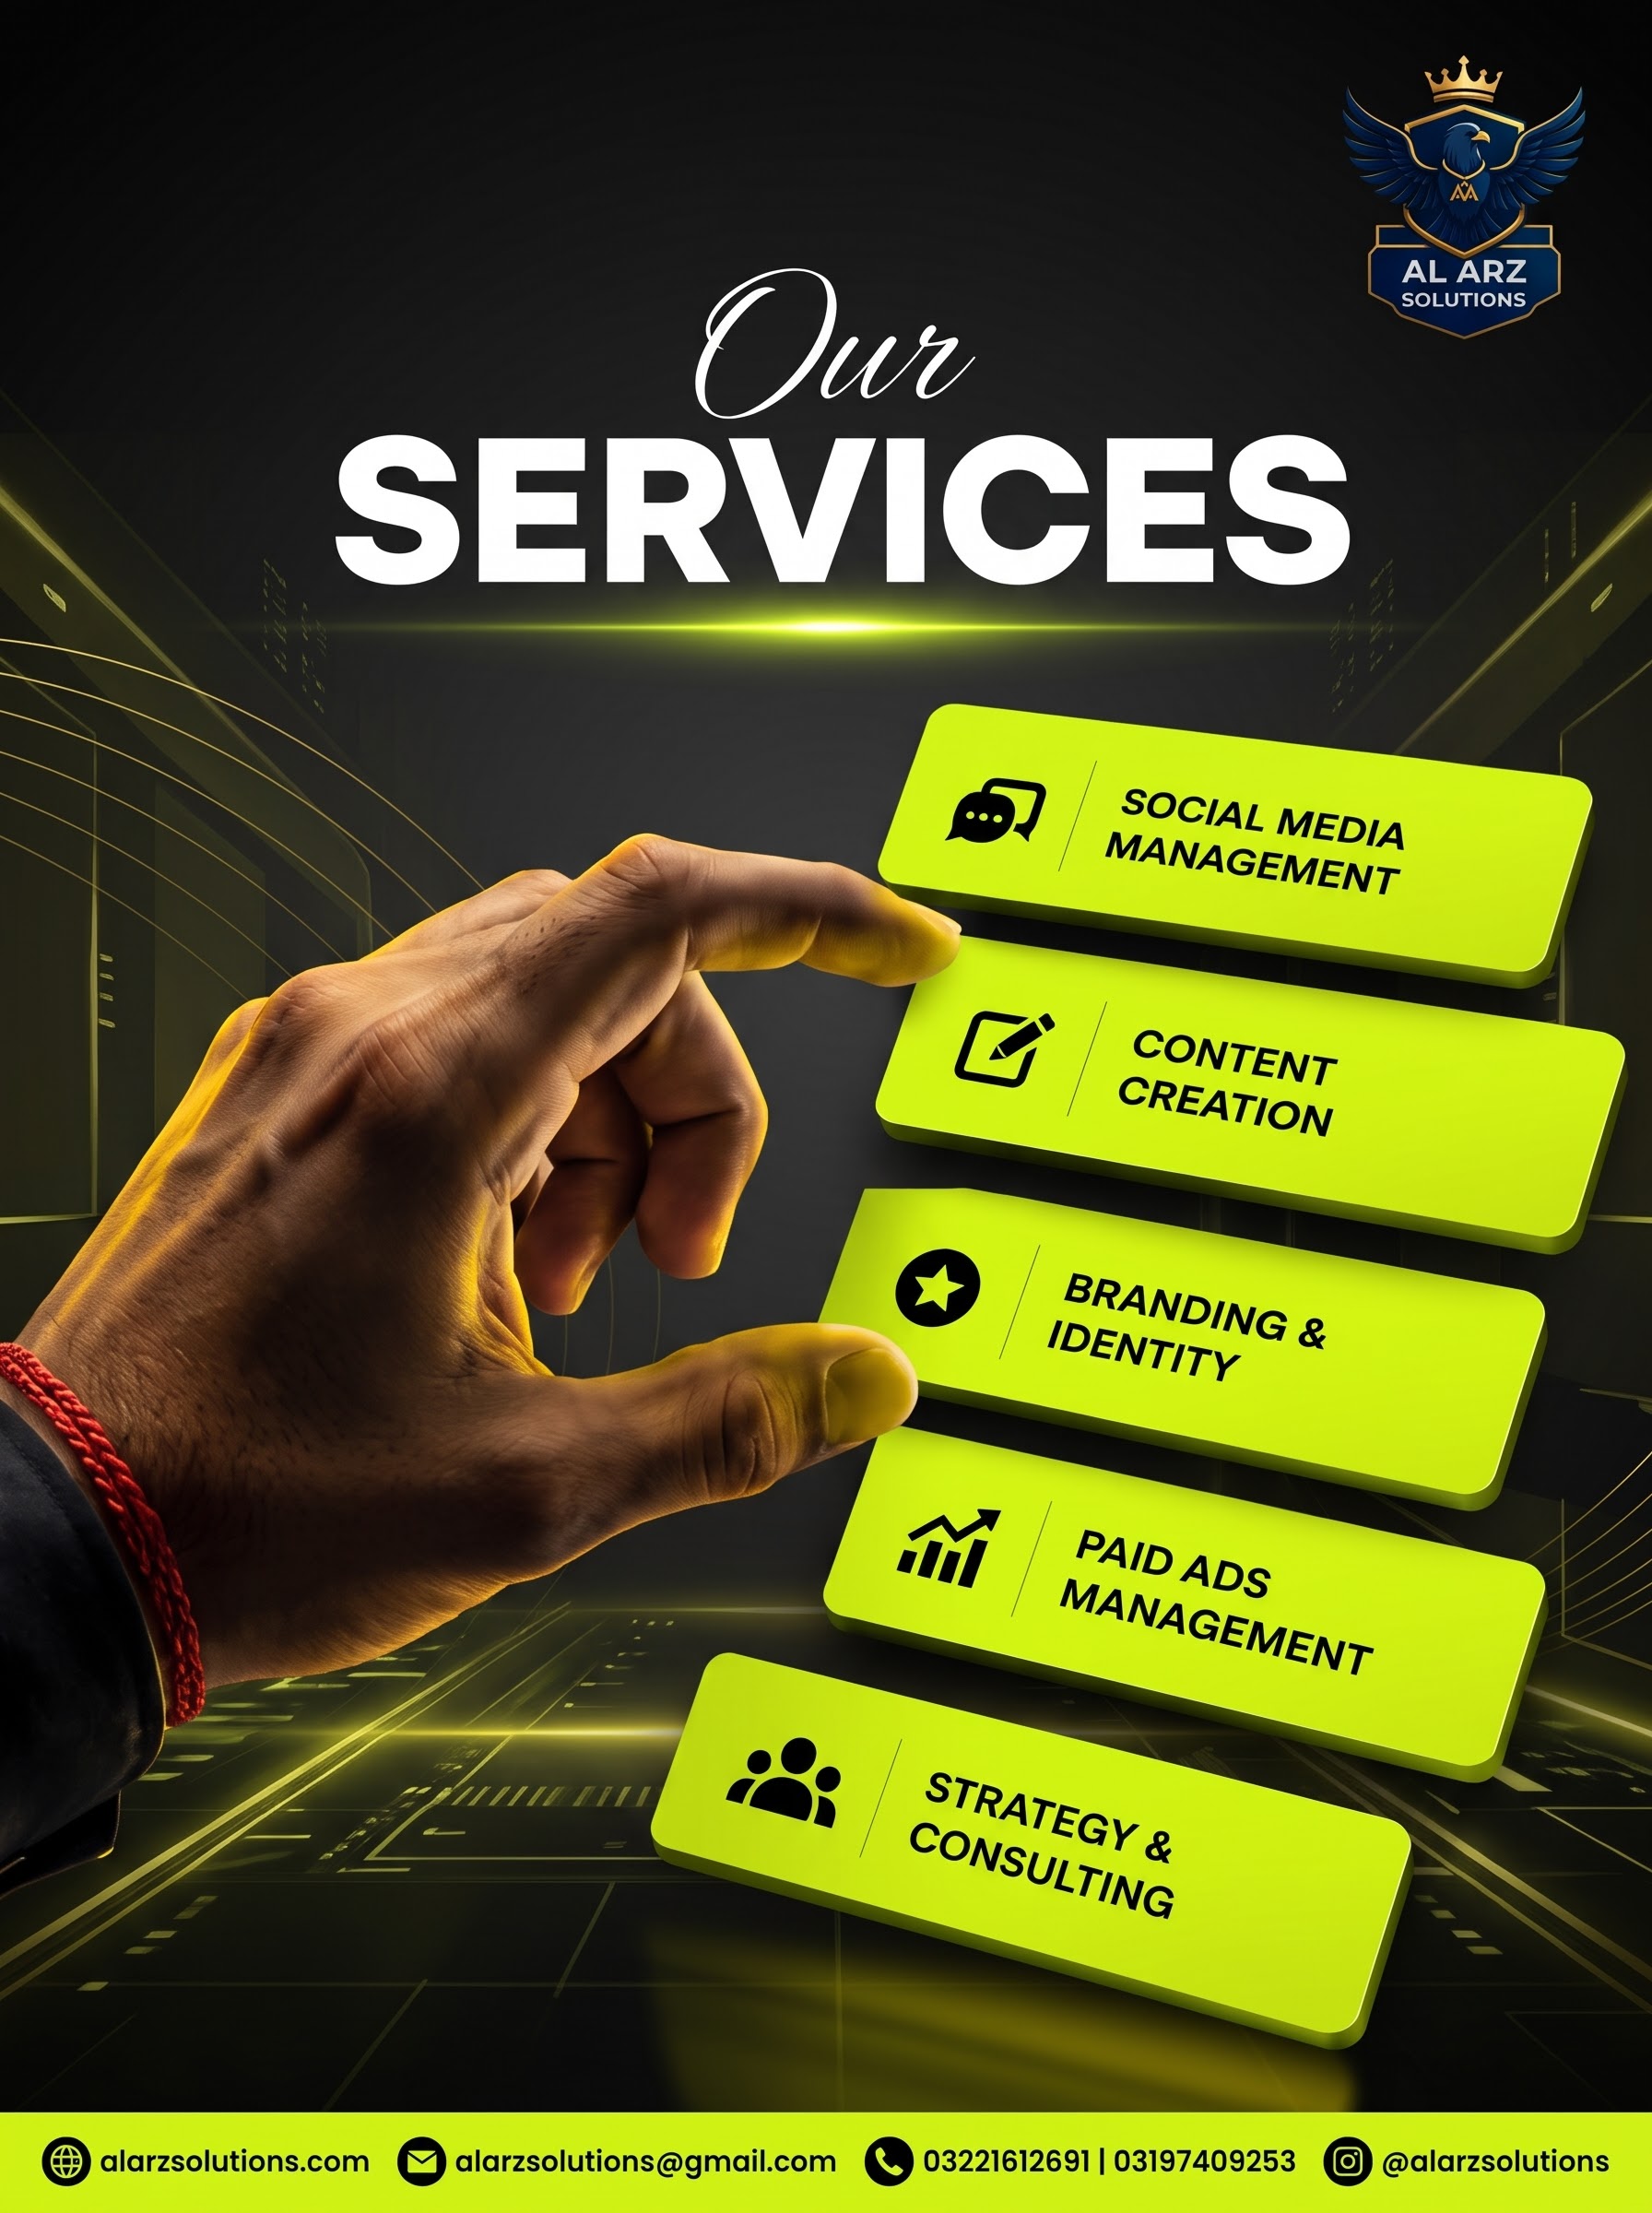 AL ARZ
SOLUTIONS
Our
SERVICES
SOCIAL MEDIA
MANAGEMENT
CONTENT
CREATION
BRANDING &
IDENTITY
PAID ADS
MANAGEMENT
STRATEGY &
CONSULTING
alarzsolutions.com alarzsolutions@gmail.com 03221612691 | 03197409253 @alarzsolutions